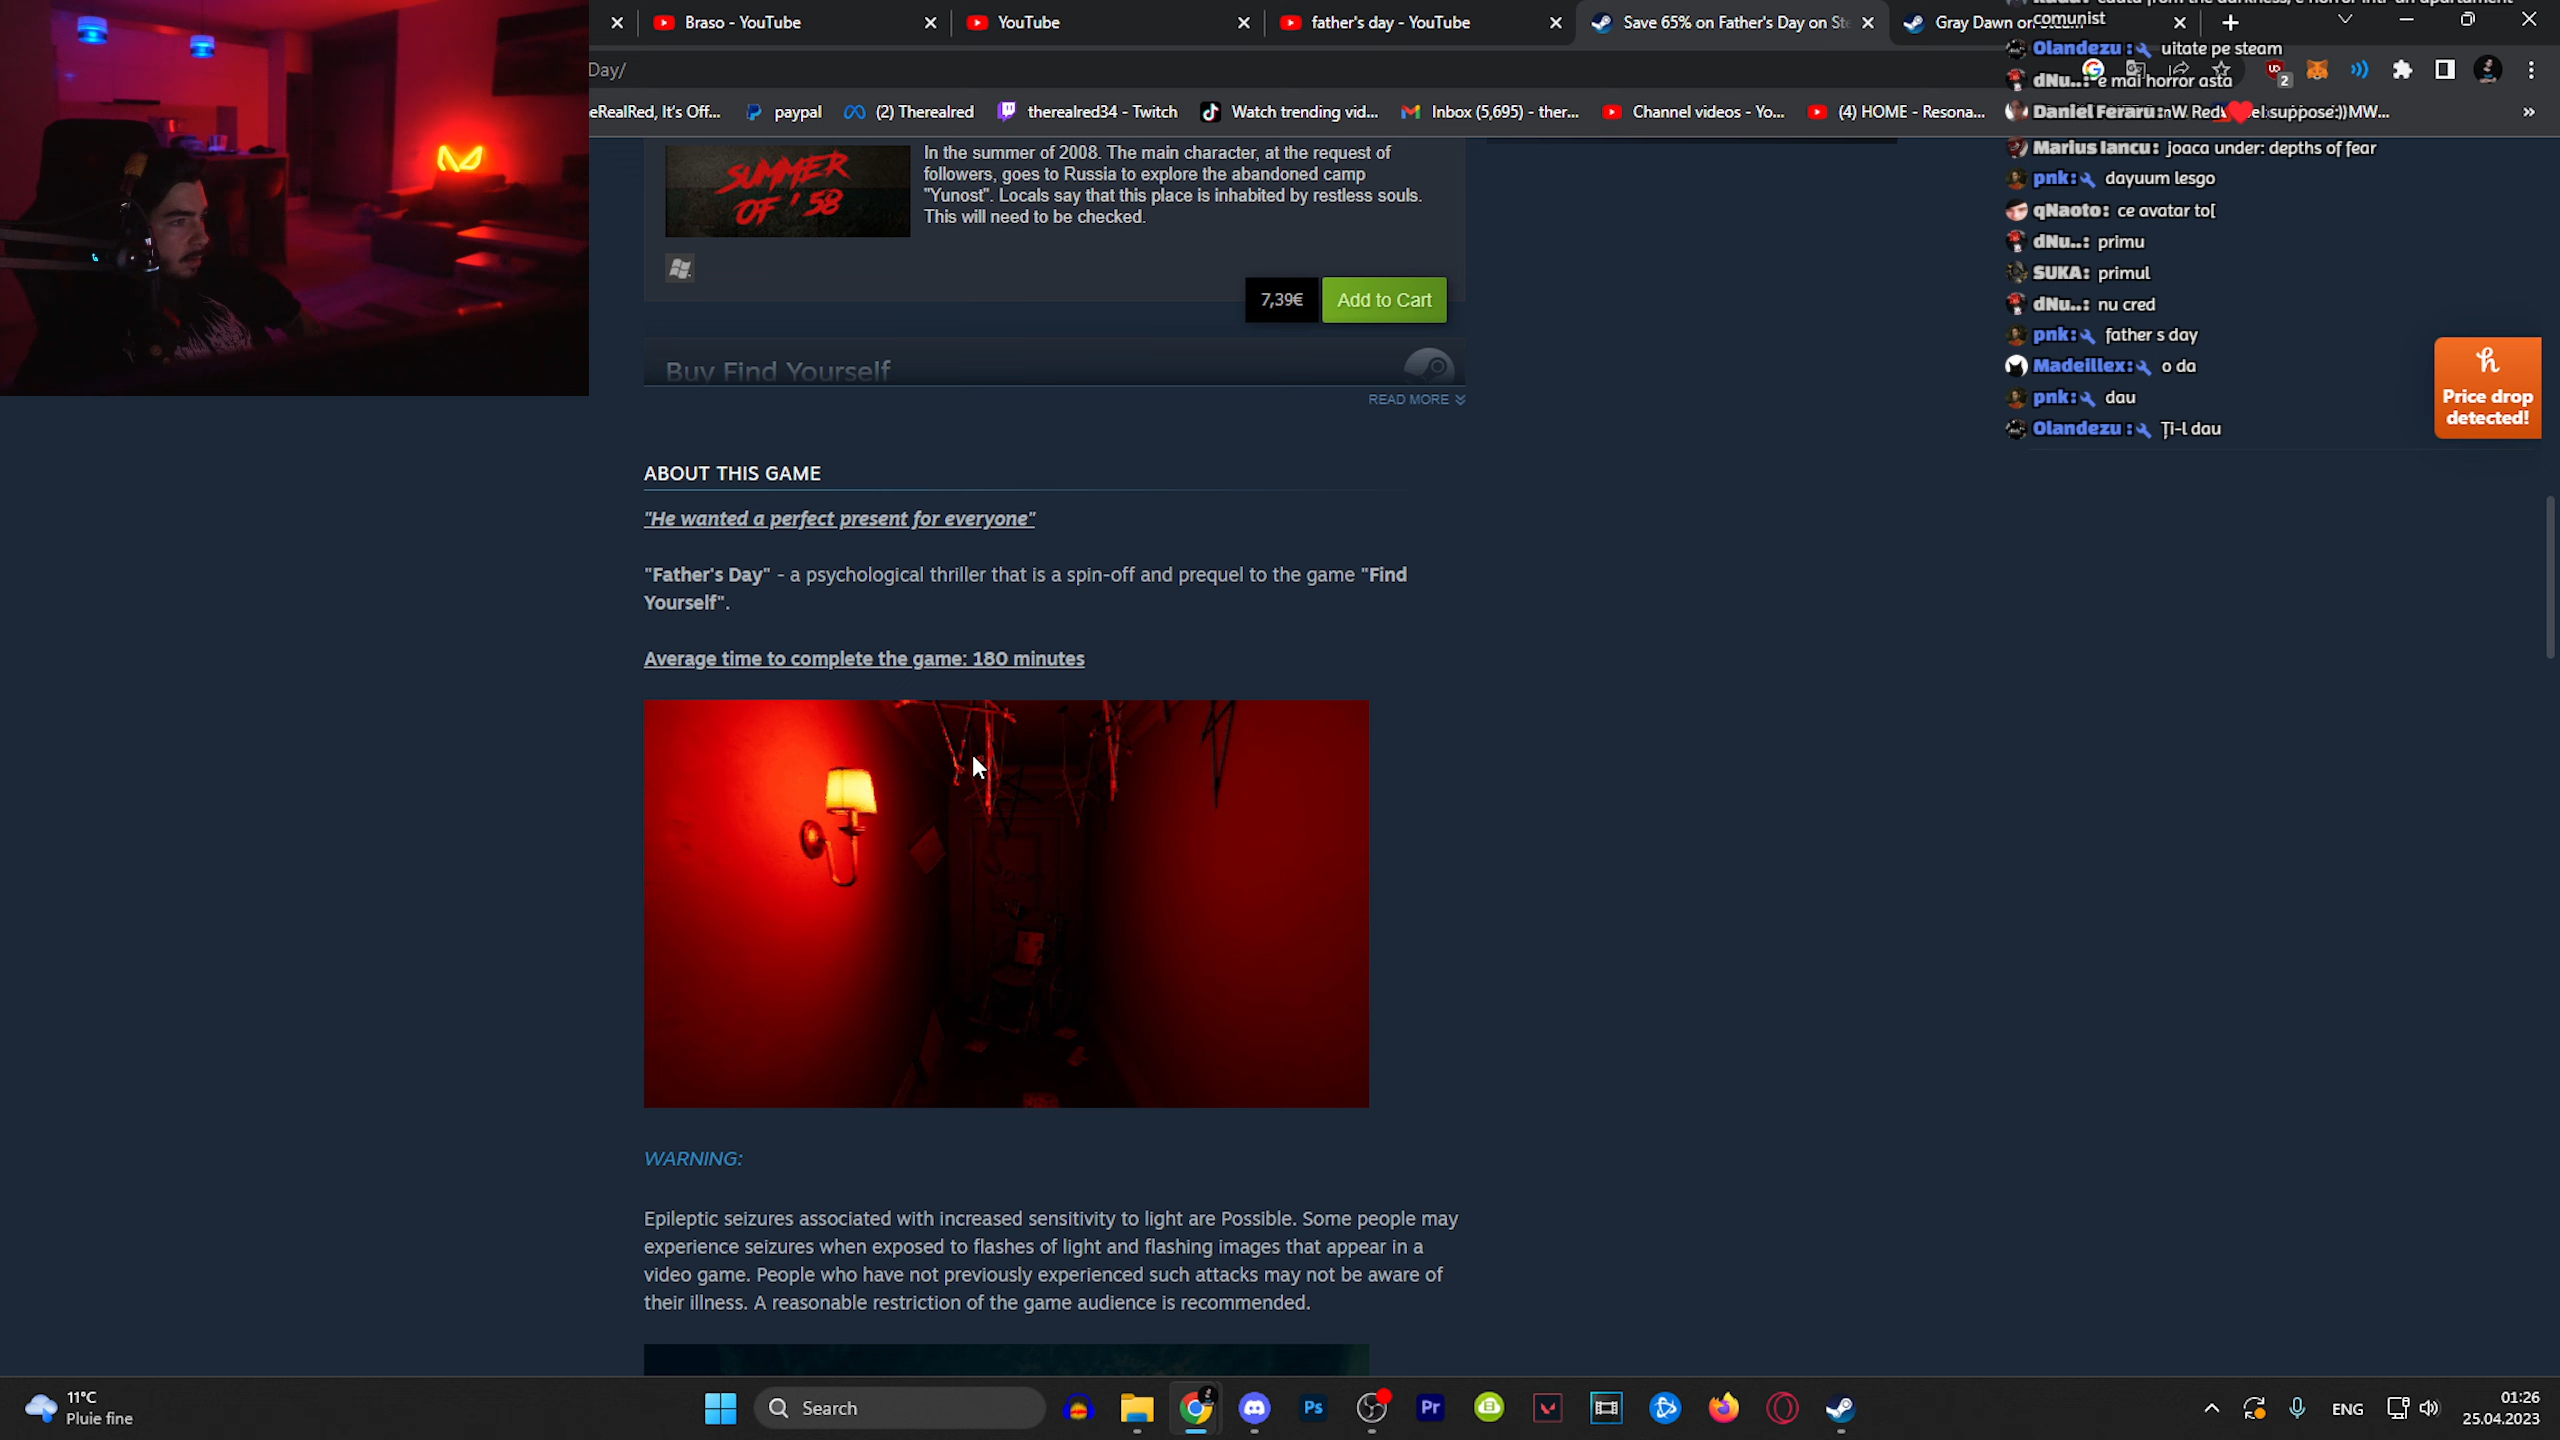 Braso - YouTube
YouTube
father's day - YouTube
Save 65% on Father's Day on Ste
Gray Dawn on
Day/
eRealRed, It's Off...
paypal
(2) Therealred
therealred34 - Twitch
Watch trending vid...
Inbox (5,695) - ther...
Channel videos - Yo...
(4) HOME - Resona...
comunist
Olandezu : uitate pe steam
dNu..: e mai horror asta
Daniel Feraru:
Marius Iancu: joaca under: depths of fear
pnk: dayuum lesgo
qNaoto: ce avatar to[
dNu..: primu
SUKA: primul
dNu..: nu cred
pnk: father s day
Madeillex: o da
pnk: dau
Olandezu : Ți-l dau
Price drop
detected!
SUMMER
OF '58
In the summer of 2008. The main character, at the request of
followers, goes to Russia to explore the abandoned camp
"Yunost". Locals say that this place is inhabited by restless souls.
This will need to be checked.
7,39€
Add to Cart
Buy Find Yourself
READ MORE
ABOUT THIS GAME
"He wanted a perfect present for everyone"
"Father's Day" - a psychological thriller that is a spin-off and prequel to the game "Find
Yourself".
Average time to complete the game: 180 minutes
WARNING:
Epileptic seizures associated with increased sensitivity to light are Possible. Some people may
experience seizures when exposed to flashes of light and flashing images that appear in a
video game. People who have not previously experienced such attacks may not be aware of
their illness. A reasonable restriction of the game audience is recommended.
11°C
Pluie fine
Search
Ps
Pr
ENG
01:26
25.04.2023